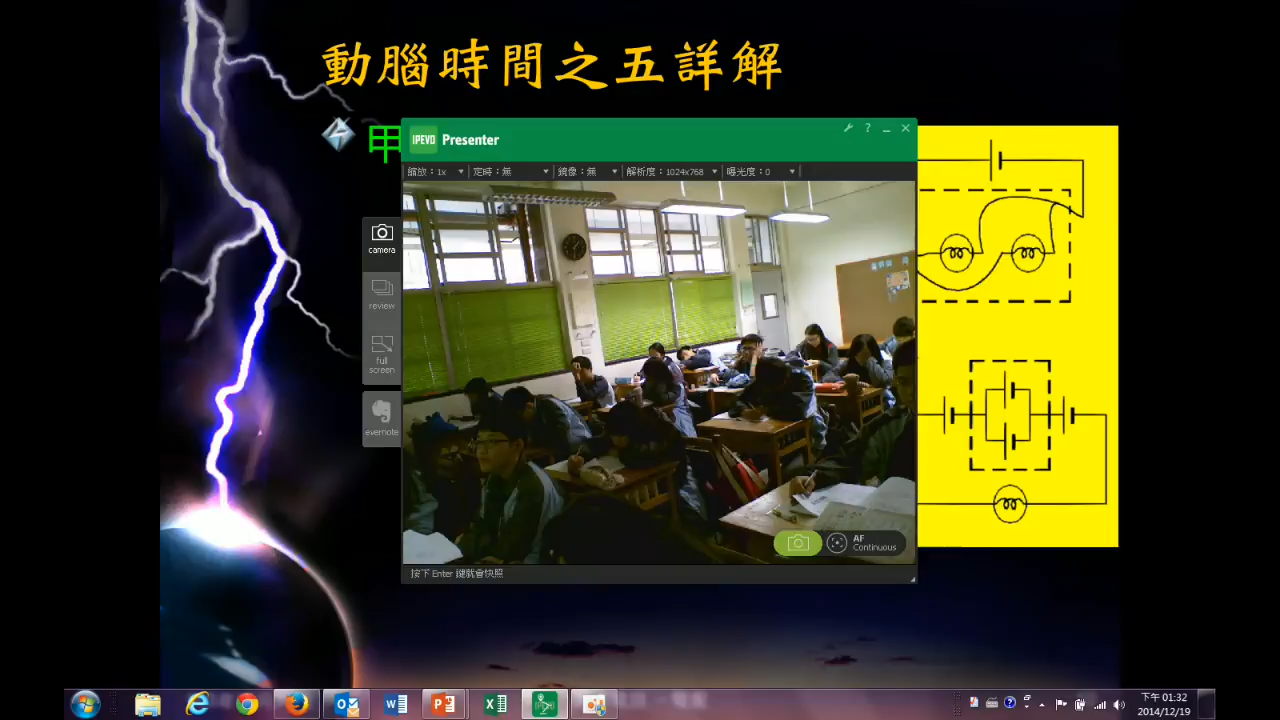 動腦時間之五詳解
甲
IPEVO Presenter
縮放：1x
定時：無
鏡像：無
解析度：1024x768
曝光度：0
camera
review
full
screen
evernote
AF
Continuous
按下 Enter 鍵就會快照
下午 01:32
2014/12/19